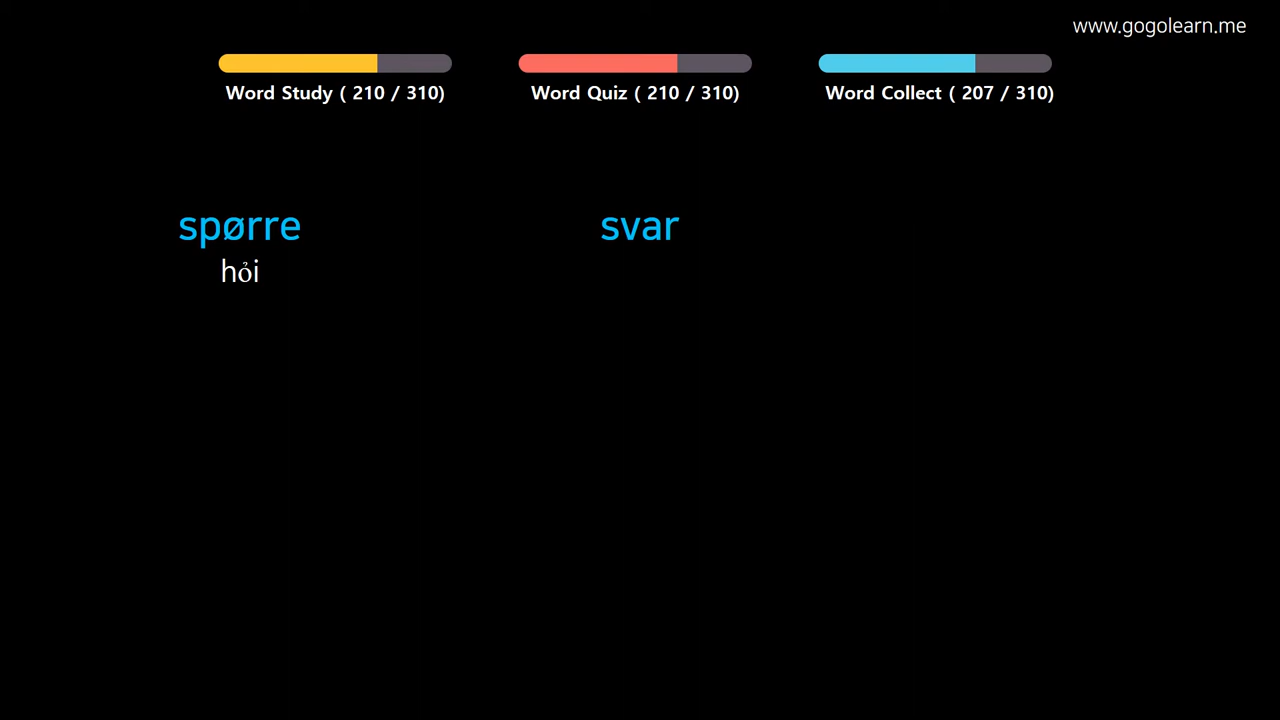 www.gogolearn.me
Word Study ( 210 / 310)
Word Quiz ( 210 / 310)
Word Collect ( 207 / 310)
spørre
hỏi
svar